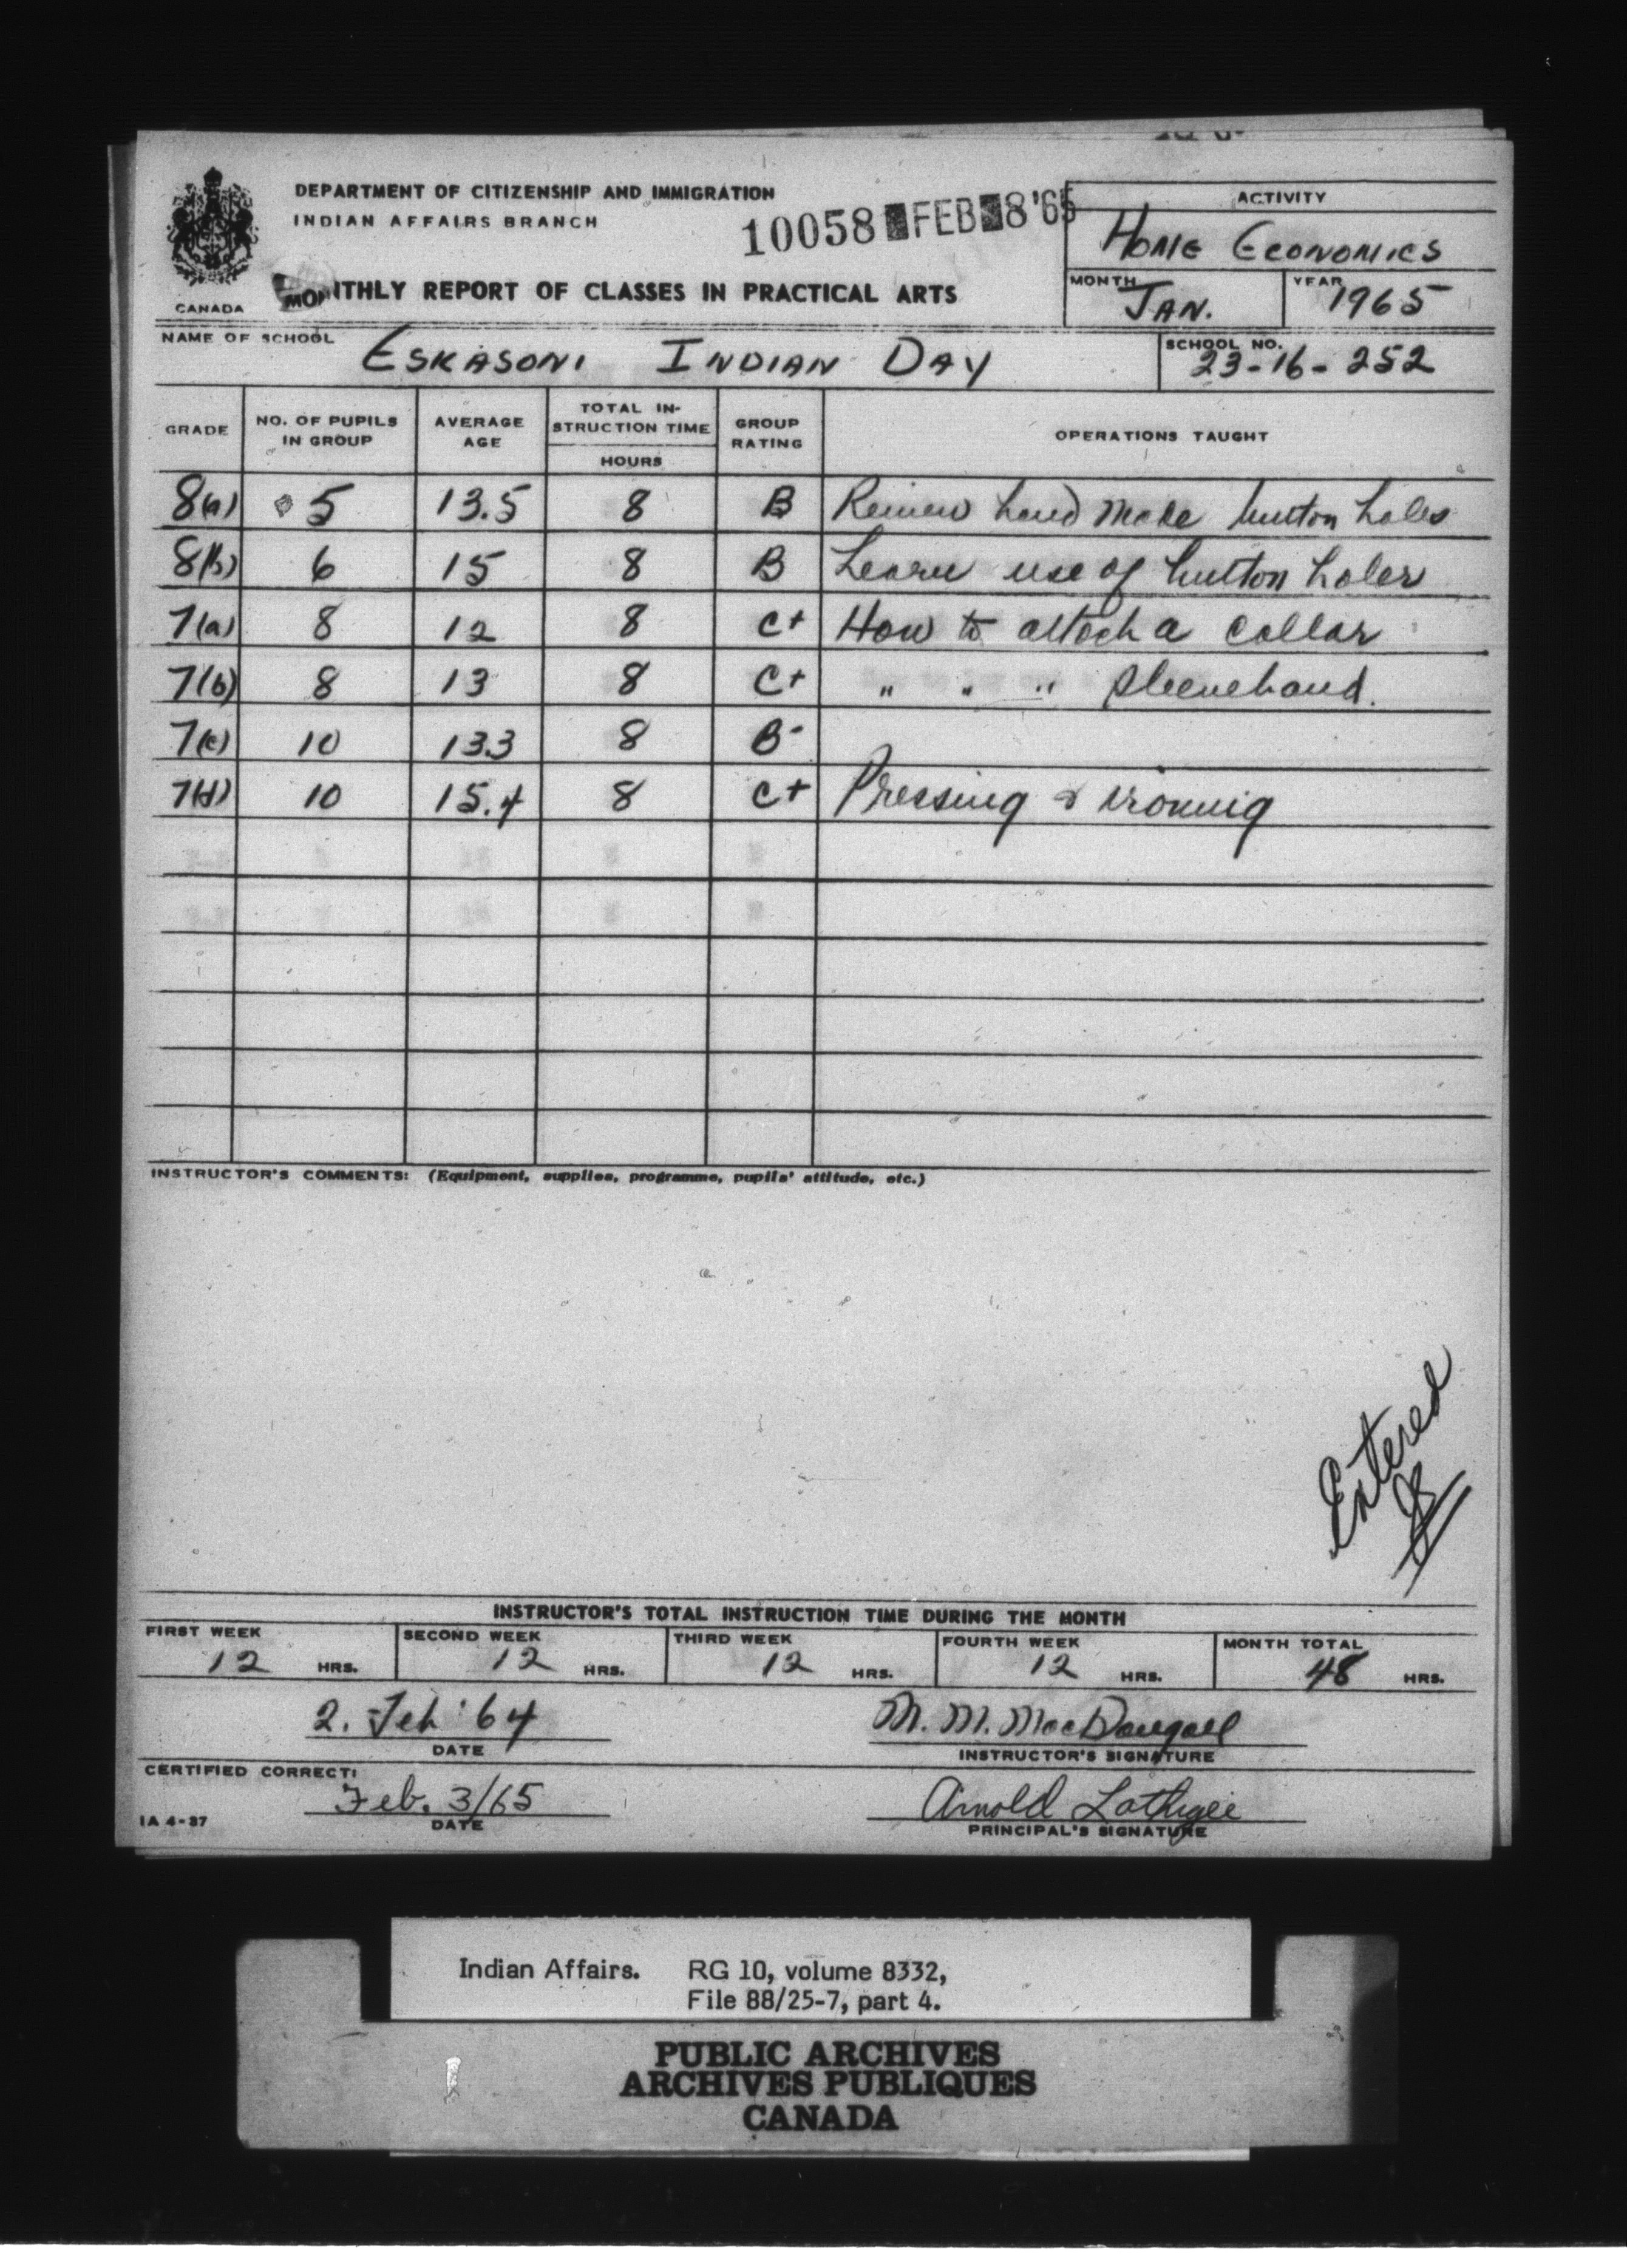 DEPARTMENT OF CITIZENSHIP AND IMMIGRATION
INDIAN AFFAIRS BRANCH
10058 FEB 8 '65
CANADA
MONTHLY REPORT OF CLASSES IN PRACTICAL ARTS
ACTIVITY
HOME ECONOMICS
MONTH JAN. YEAR 1965
NAME OF SCHOOL ESKASONI INDIAN DAY
SCHOOL NO. 23-16-252
GRADE NO. OF PUPILS IN GROUP AVERAGE AGE TOTAL IN-STRUCTION TIME HOURS GROUP RATING OPERATIONS TAUGHT
8(a) 5 13.5 8 B Review hand made button holes
8(b) 6 15 8 B Learn use of button holer
7(a) 8 12 8 C+ How to attach a collar
7(b) 8 13 8 C+ " " " sleeveband.
7(c) 10 13.3 8 B-
7(d) 10 15.4 8 C+ Pressing & ironing
INSTRUCTOR'S COMMENTS: (Equipment, supplies, programme, pupils' attitude, etc.)
Entered
INSTRUCTOR'S TOTAL INSTRUCTION TIME DURING THE MONTH
FIRST WEEK 12 HRS. SECOND WEEK 12 HRS. THIRD WEEK 12 HRS. FOURTH WEEK 12 HRS. MONTH TOTAL 48 HRS.
2. Feb '64 M. M. MacDougall
DATE INSTRUCTOR'S SIGNATURE
CERTIFIED CORRECT:
Feb. 3/65 Arnold
DATE PRINCIPAL'S SIGNATURE
IA 4-37
Indian Affairs. RG 10, volume 8332,
File 88/25-7, part 4.
PUBLIC ARCHIVES
ARCHIVES PUBLIQUES
CANADA